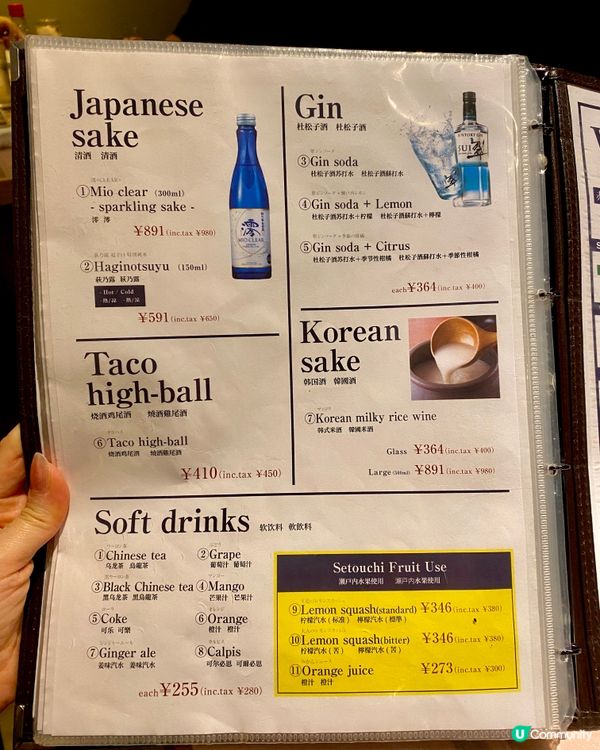 Japanese
sake
清酒 清酒
①Mio clear (300ml)
- sparkling sake -
澪 澪
¥891(inc.tax ¥980)
②Haginotsuyu (150ml)
萩乃露 萩乃露
- Hot / Cold
¥591(inc.tax ¥650)
澪
MIO CLEAR
Gin
杜松子酒 杜松子酒
③Gin soda
杜松子酒苏打水 杜松子酒蘇打水
④Gin soda + Lemon
杜松子酒苏打水+柠檬 杜松子酒蘇打水+檸檬
⑤Gin soda + Citrus
杜松子酒苏打水+季节性柑橘 杜松子酒蘇打水+季節性柑橘
each¥364(inc.tax ¥400)
SUNTORY GIN
SUI
翠
Taco
high-ball
烧酒鸡尾酒 燒酒雞尾酒
⑥Taco high-ball
烧酒鸡尾酒 燒酒雞尾酒
¥410(inc.tax ¥450)
Korean
sake
韩国酒 韓國酒
⑦Korean milky rice wine
韩式米酒 韓國米酒
Glass ¥364(inc.tax ¥400)
Large(500ml) ¥891(inc.tax ¥980)
Soft drinks 软饮料 軟飲料
①Chinese tea
乌龙茶 烏龍茶
②Grape
葡萄汁 葡萄汁
③Black Chinese tea
黑乌龙茶 黑烏龍茶
④Mango
芒果汁 芒果汁
⑤Coke
可乐 可樂
⑥Orange
橙汁 橙汁
⑦Ginger ale
姜味汽水 姜味汽水
⑧Calpis
可尔必思 可爾必思
each¥255(inc.tax ¥280)
Setouchi Fruit Use
瀬戸内水果使用 瀬戸内水果使用
⑨Lemon squash(standard) ¥346(inc.tax ¥380)
柠檬汽水(标准) 檸檬汽水(標準)
⑩Lemon squash(bitter) ¥346(inc.tax ¥380)
柠檬汽水(苦) 檸檬汽水(苦)
⑪Orange juice ¥273(inc.tax ¥300)
橙汁 橙汁
U Community